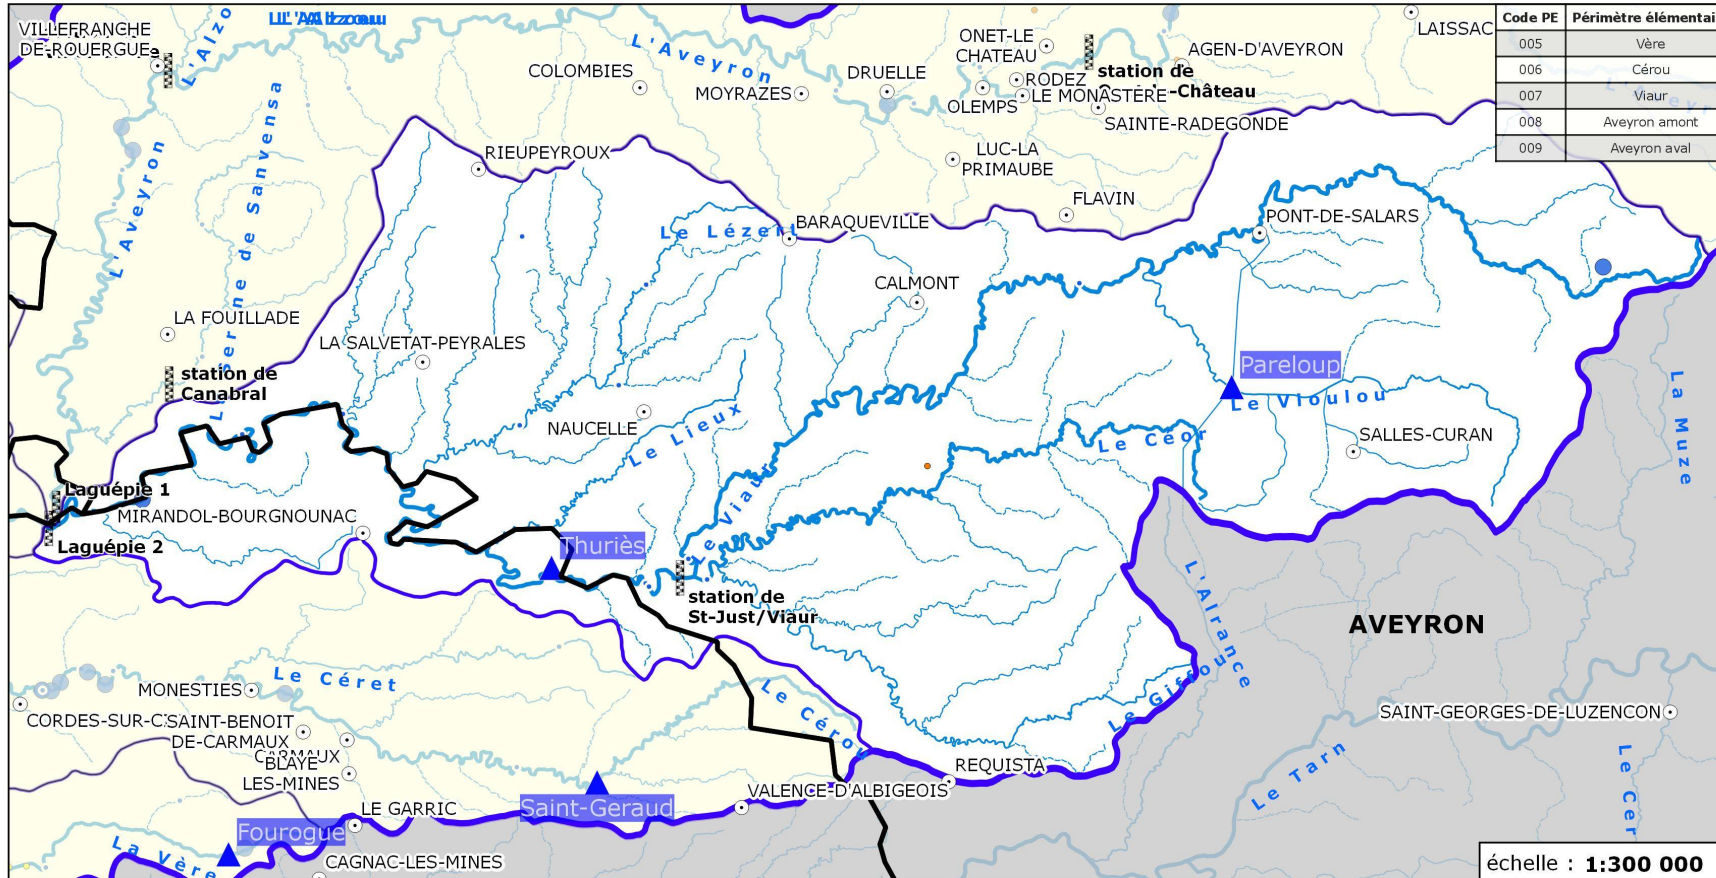 VILLEFRANCHE
DE-ROUERGUE
L'Alzo
L'Alzou
L'Aveyron
COLOMBIES
MOYRAZES
DRUELLE
ONET-LE
CHATEAU
RODEZ
OLEMPS
LE MONASTÈRE
station de
-Château
AGEN-D'AVEYRON
SAINTE-RADEGONDE
LAISSAC
Code PE Périmètre élémentai
005 Vère
006 Cérou
007 Viaur
008 Aveyron amont
009 Aveyron aval
L'Aveyron
de Sanvensa
RIEUPEYROUX
LUC-LA
PRIMAUBE
FLAVIN
Le Lézert
BARAQUEVILLE
PONT-DE-SALARS
CALMONT
LA FOUILLADE
LA SALVETAT-PEYRALES
station de
Canabral
Pareloup
Le Vioulou
NAUCELLE
Le Lieux
Le Céor
SALLES-CURAN
La Muze
Laguépie 1
MIRANDOL-BOURGNOUNAC
Laguépie 2
Thuriès
Le Viaur
station de
St-Just/Viaur
L'Alrance
AVEYRON
Le Giffou
Le Céret
MONESTIES
CORDES-SUR-C
SAINT-BENOIT
DE-CARMAUX
CARMAUX
BLAYE
LES-MINES
Le Cérou
SAINT-GEORGES-DE-LUZENCON
Le Tarn
Le Cer
REQUISTA
VALENCE-D'ALBIGEOIS
Saint-Geraud
LE GARRIC
Fourogue
La Vère
CAGNAC-LES-MINES
échelle : 1:300 000